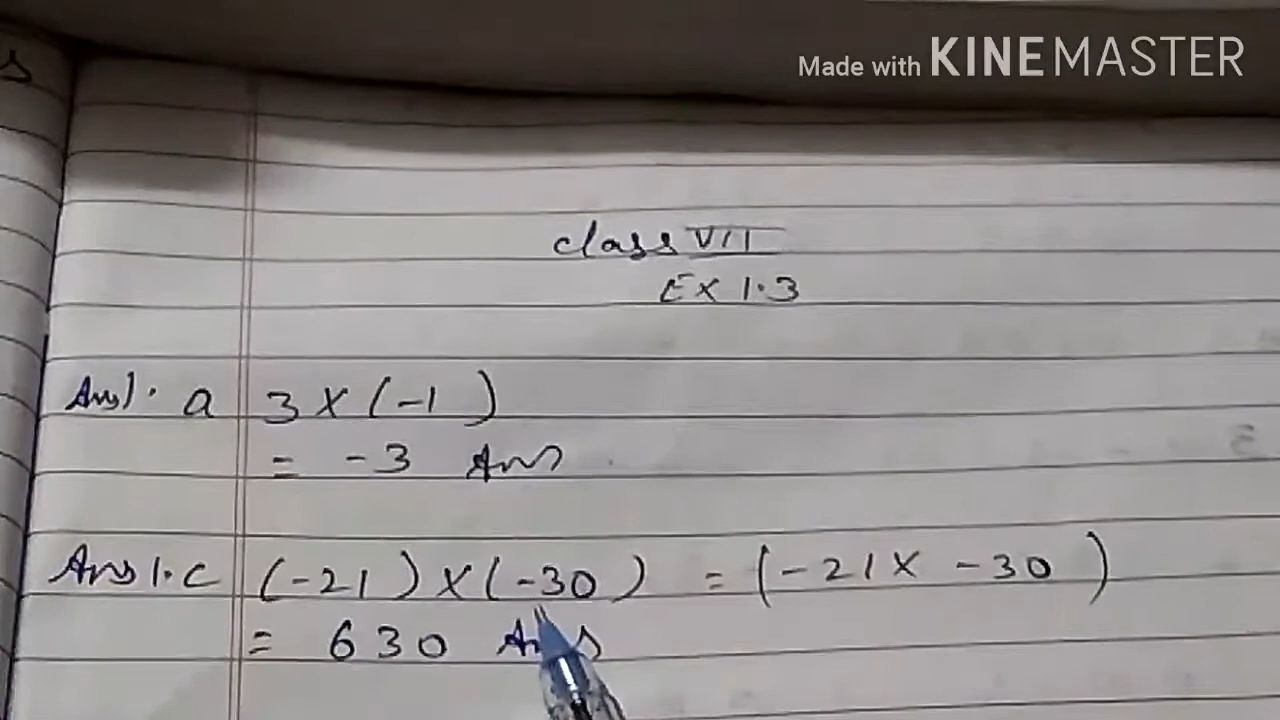 Made with KINEMASTER
class VII
EX 1.3
Ans 1. a 3 X (-1)
= -3 Ans
Ans 1. c (-21) X (-30) = (-21 X -30)
= 630 Ans